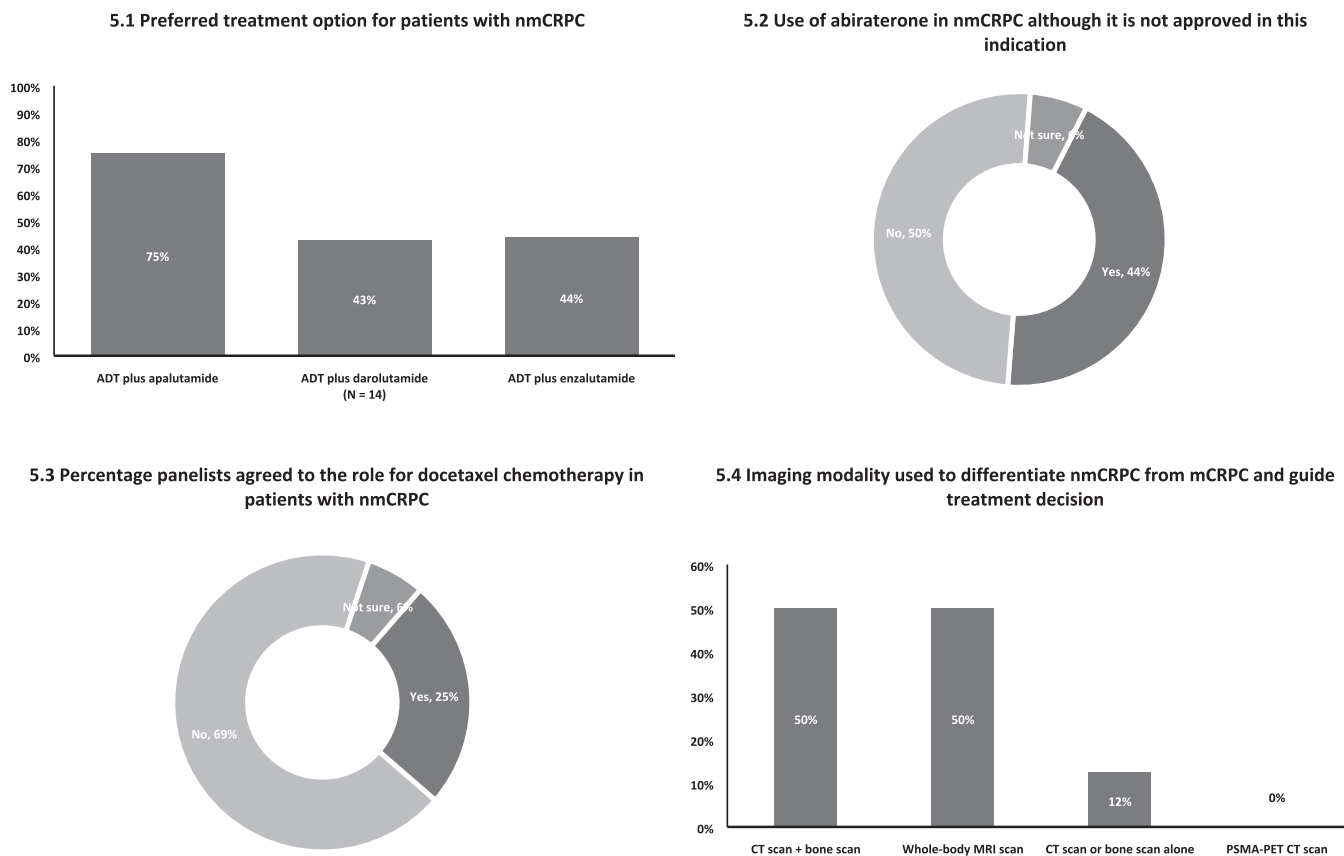 5.1 Preferred treatment option for patients with nmCRPC
100%
90%
80%
70%
60%
50%
40%
30%
20%
10%
0%
75%
43%
44%
ADT plus apalutamide
ADT plus darolutamide
(N = 14)
ADT plus enzalutamide
5.2 Use of abiraterone in nmCRPC although it is not approved in this
indication
Not sure, 6%
No, 50%
Yes, 44%
5.3 Percentage panelists agreed to the role for docetaxel chemotherapy in
patients with nmCRPC
Not sure, 6%
Yes, 25%
No, 69%
5.4 Imaging modality used to differentiate nmCRPC from mCRPC and guide
treatment decision
60%
50%
40%
30%
20%
10%
0%
50%
50%
12%
0%
CT scan + bone scan
Whole-body MRI scan
CT scan or bone scan alone
PSMA-PET CT scan